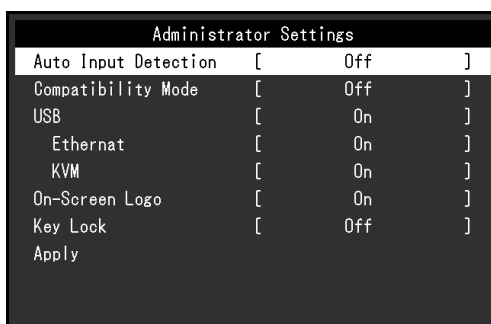 Administrator Settings
Auto Input Detection [ Off ]
Compatibility Mode [ Off ]
USB [ On ]
Ethernat [ On ]
KVM [ On ]
On-Screen Logo [ On ]
Key Lock [ Off ]
Apply